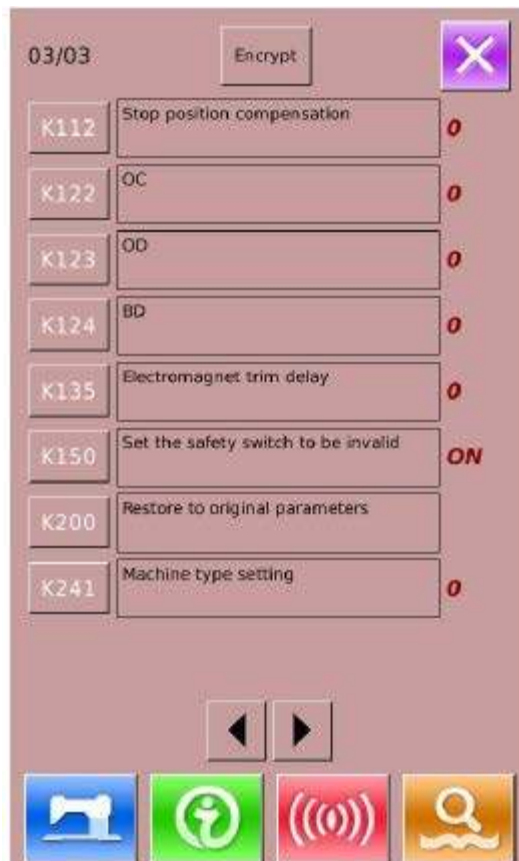 03/03
Encrypt
K112 Stop position compensation 0
K122 OC 0
K123 OD 0
K124 BD 0
K135 Electromagnet trim delay 0
K150 Set the safety switch to be invalid ON
K200 Restore to original parameters
K241 Machine type setting 0